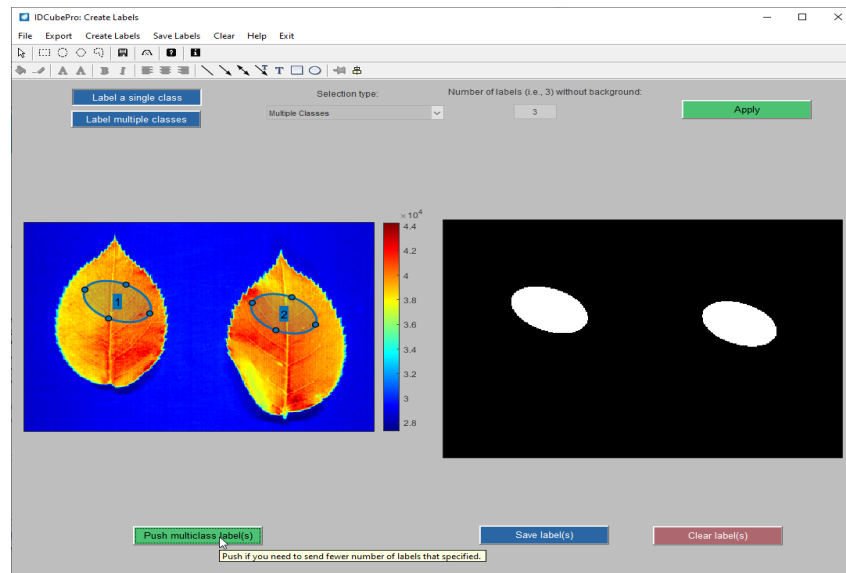 IDCubePro: Create Labels
File Export Create Labels Save Labels Clear Help Exit
A A B I T T
Label a single class
Label multiple classes
Selection type:
Multiple Classes
Number of labels (i.e., 3) without background:
3
Apply
× 10⁴
4.4
4.2
4
3.8
3.6
3.4
3.2
3
2.8
1
2
Push multiclass label(s)
Push if you need to send fewer number of labels that specified.
Save label(s)
Clear label(s)